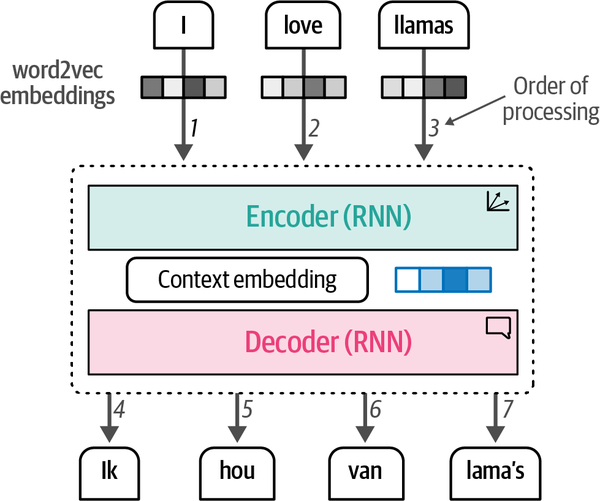 I
love
llamas
word2vec
embeddings
Order of
processing
1
2
3
Encoder (RNN)
Context embedding
Decoder (RNN)
4
5
6
7
Ik
hou
van
lama's